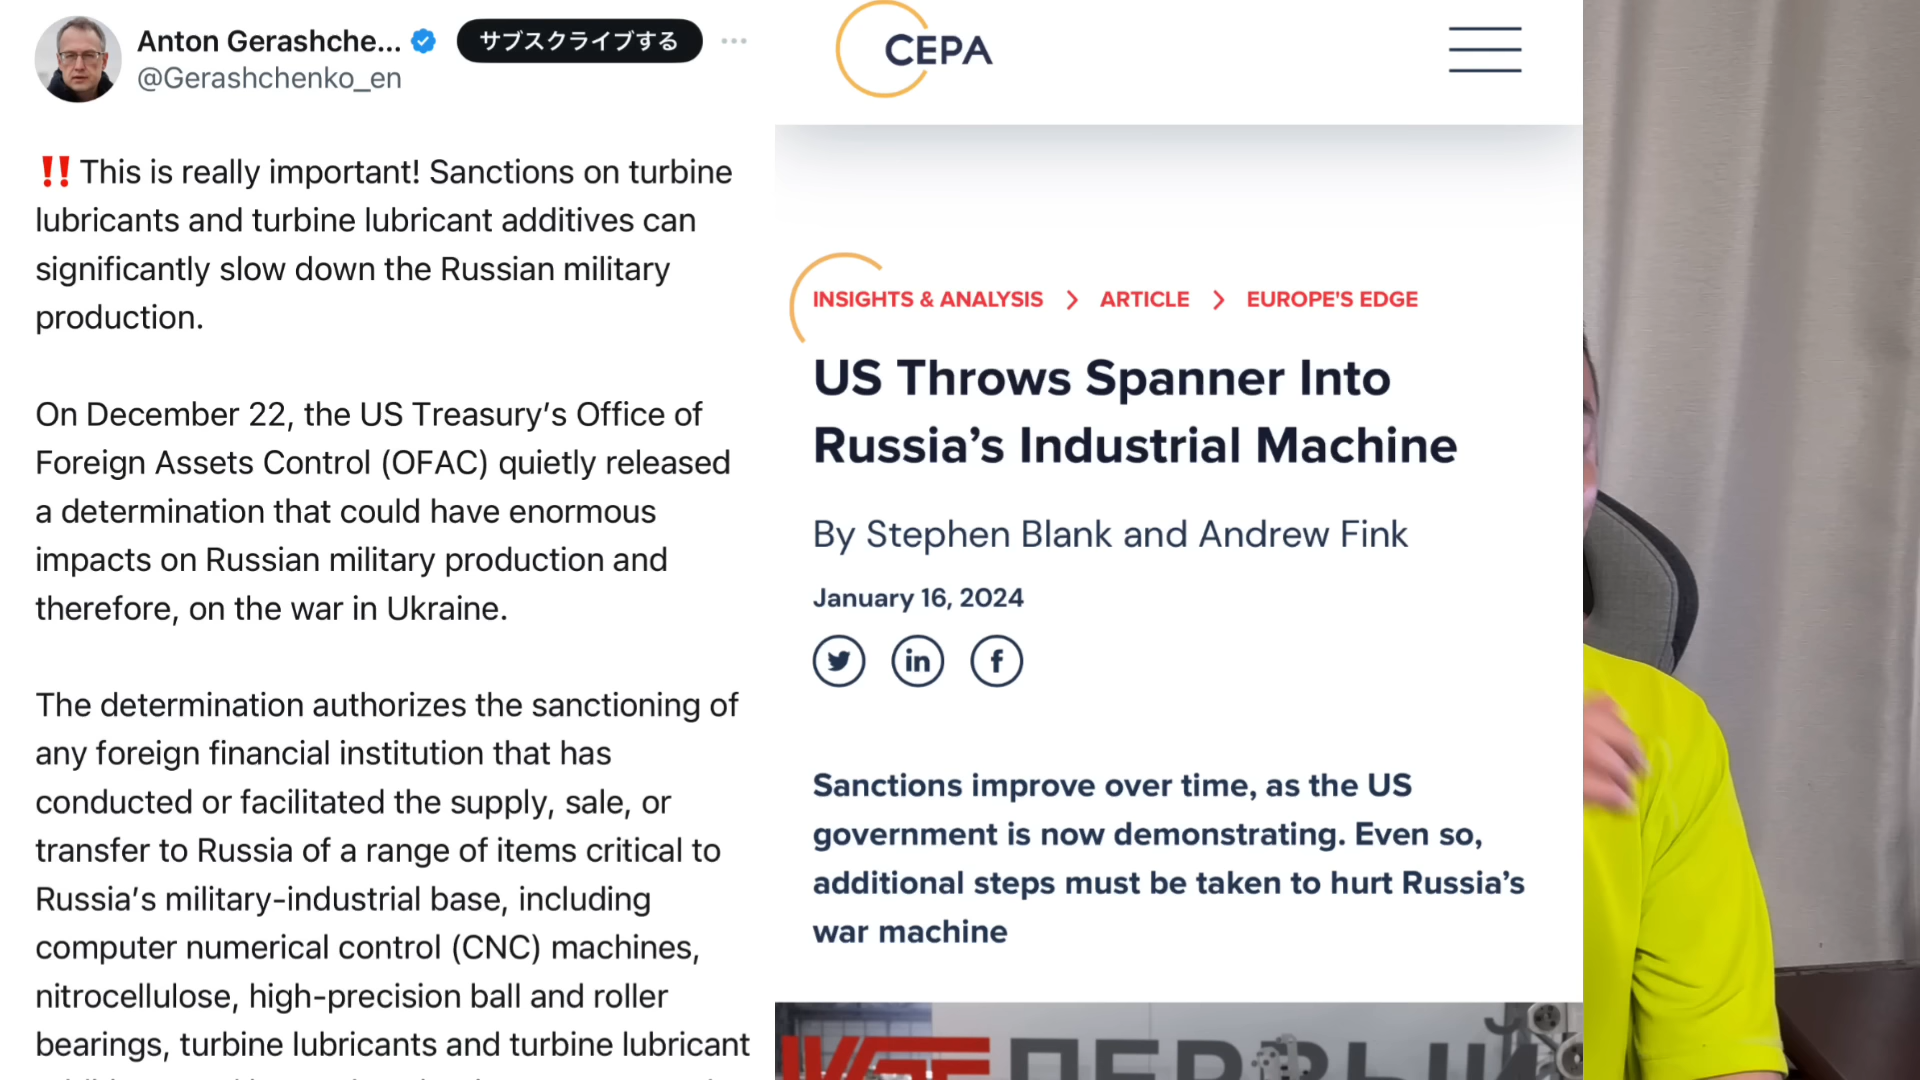 Anton Gerashche...
サブスクライブする
@Gerashchenko_en
‼️ This is really important! Sanctions on turbine
lubricants and turbine lubricant additives can
significantly slow down the Russian military
production.
On December 22, the US Treasury’s Office of
Foreign Assets Control (OFAC) quietly released
a determination that could have enormous
impacts on Russian military production and
therefore, on the war in Ukraine.
The determination authorizes the sanctioning of
any foreign financial institution that has
conducted or facilitated the supply, sale, or
transfer to Russia of a range of items critical to
Russia’s military-industrial base, including
computer numerical control (CNC) machines,
nitrocellulose, high-precision ball and roller
bearings, turbine lubricants and turbine lubricant
CEPA
INSIGHTS & ANALYSIS > ARTICLE > EUROPE'S EDGE
US Throws Spanner Into
Russia’s Industrial Machine
By Stephen Blank and Andrew Fink
January 16, 2024
in f
Sanctions improve over time, as the US
government is now demonstrating. Even so,
additional steps must be taken to hurt Russia’s
war machine
ПЕРВЫЙ